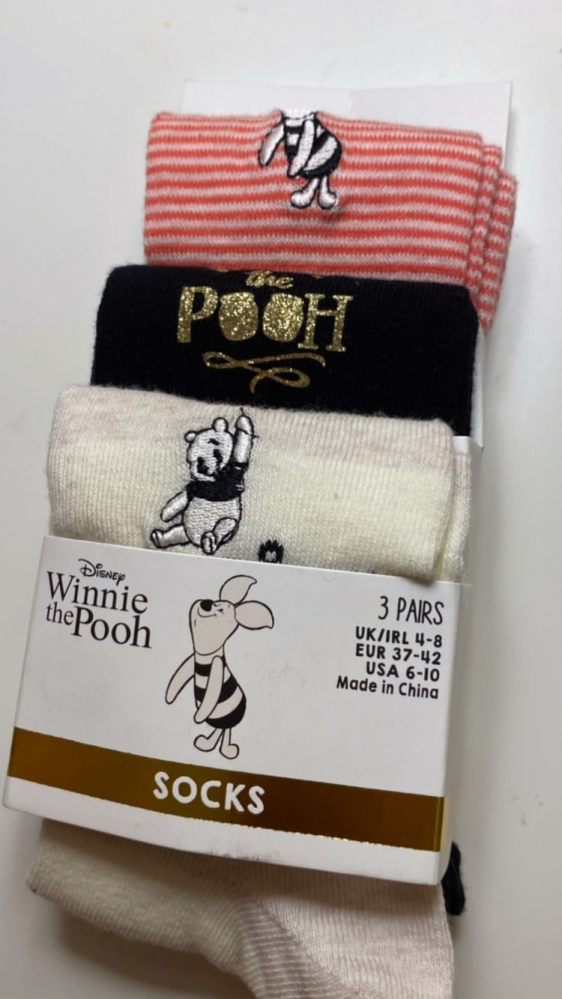 the
POOH
Disney
Winnie
the Pooh
3 PAIRS
UK/IRL 4-8
EUR 37-42
USA 6-10
Made in China
SOCKS